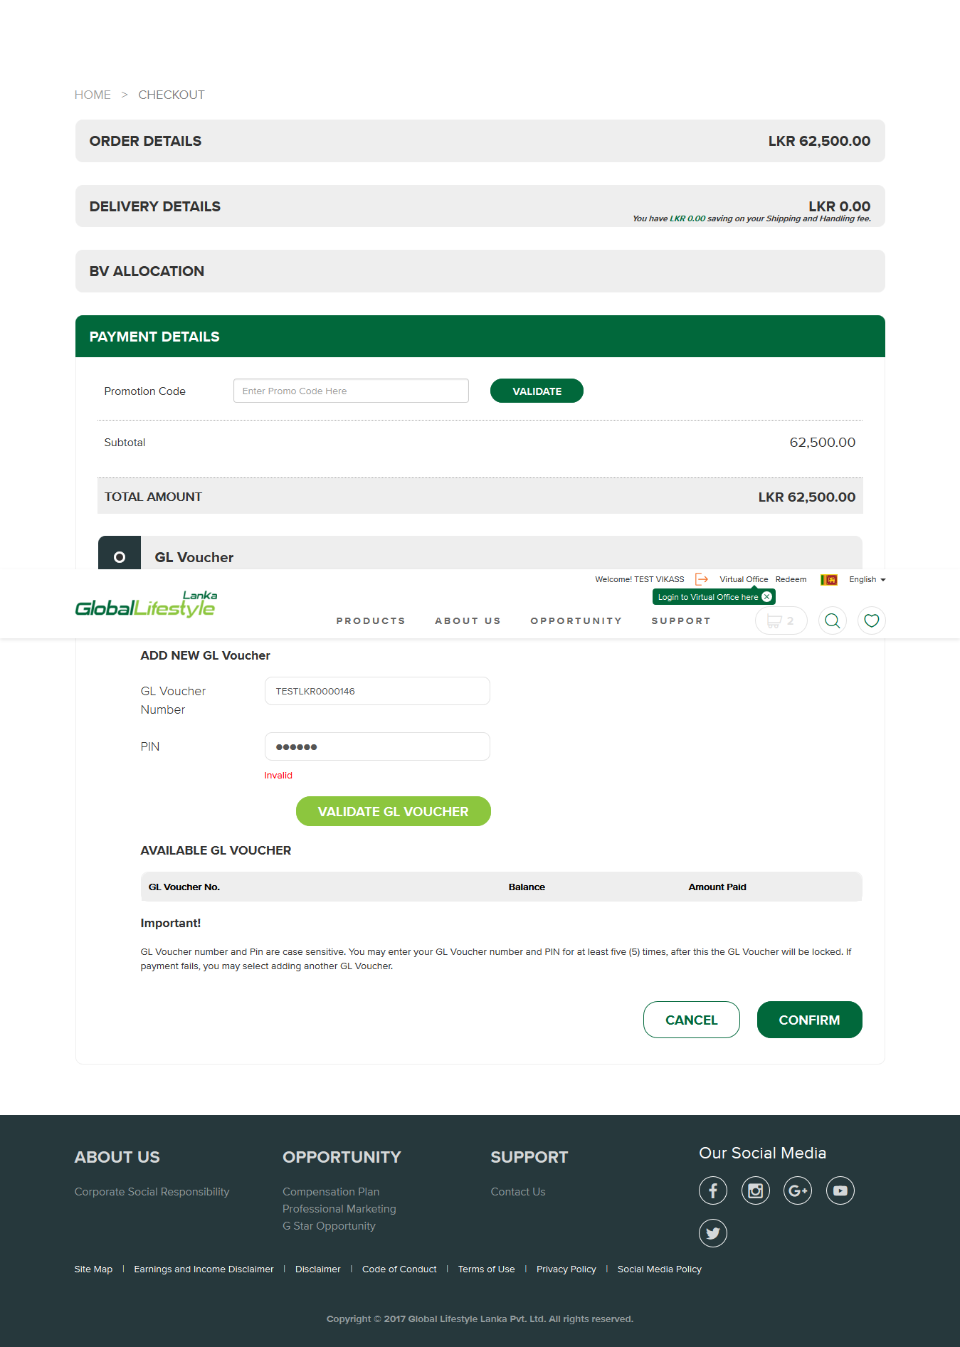 HOME > CHECKOUT
ORDER DETAILS LKR 62,500.00
DELIVERY DETAILS LKR 0.00
You have LKR 0.00 saving on your Shipping and Handling fee.
BV ALLOCATION
PAYMENT DETAILS
Promotion Code Enter Promo Code Here VALIDATE
Subtotal 62,500.00
TOTAL AMOUNT LKR 62,500.00
GL Voucher
Welcome! TEST VIKASS Virtual Office Redeem English
Lanka
GlobalLifestyle
Login to Virtual Office here
PRODUCTS ABOUT US OPPORTUNITY SUPPORT 2
ADD NEW GL Voucher
GL Voucher
Number
TESTLKR0000146
PIN ●●●●●●
Invalid
VALIDATE GL VOUCHER
AVAILABLE GL VOUCHER
GL Voucher No. Balance Amount Paid
Important!
GL Voucher number and Pin are case sensitive. You may enter your GL Voucher number and PIN for at least five (5) times, after this the GL Voucher will be locked. If
payment fails, you may select adding another GL Voucher.
CANCEL CONFIRM
ABOUT US OPPORTUNITY SUPPORT Our Social Media
Corporate Social Responsibility Compensation Plan Contact Us
Professional Marketing
G Star Opportunity
Site Map | Earnings and Income Disclaimer | Disclaimer | Code of Conduct | Terms of Use | Privacy Policy | Social Media Policy
Copyright © 2017 Global Lifestyle Lanka Pvt. Ltd. All rights reserved.